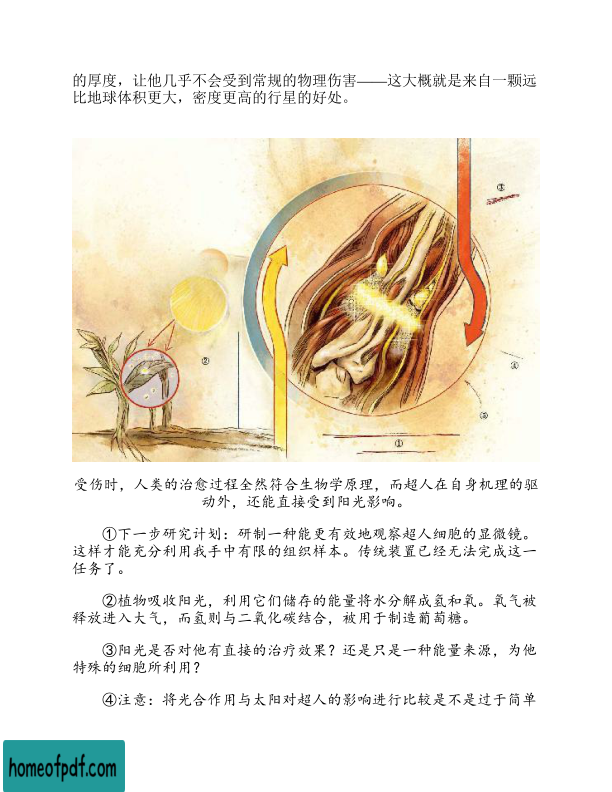 的厚度，让他几乎不会受到常规的物理伤害——这大概就是来自一颗远
比地球体积更大，密度更高的行星的好处。
③
②
④
⑤
①
受伤时，人类的治愈过程全然符合生物学原理，而超人在自身机理的驱
动外，还能直接受到阳光影响。
①下一步研究计划：研制一种能更有效地观察超人细胞的显微镜。
这样才能充分利用我手中有限的组织样本。传统装置已经无法完成这一
任务了。
②植物吸收阳光，利用它们储存的能量将水分解成氢和氧。氧气被
释放进入大气，而氢则与二氧化碳结合，被用于制造葡萄糖。
③阳光是否对他有直接的治疗效果？还是只是一种能量来源，为他
特殊的细胞所利用？
④注意：将光合作用与太阳对超人的影响进行比较是不是过于简单
homeofpdf.com